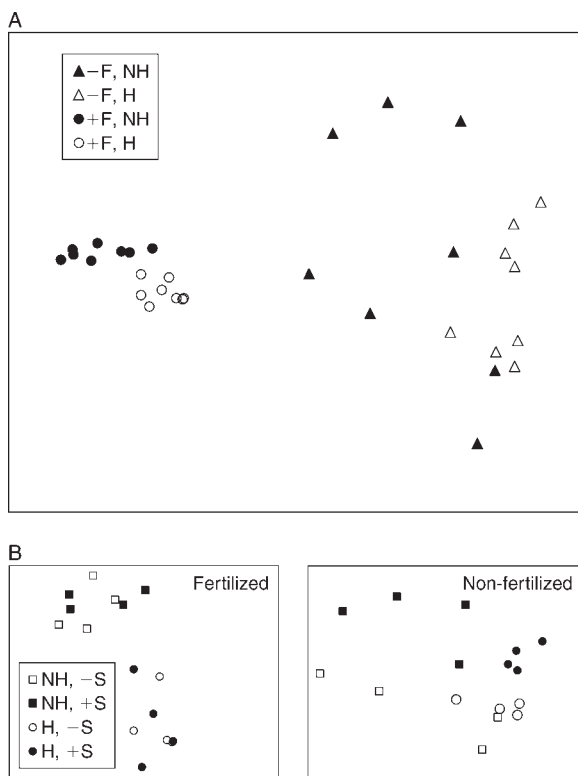 A
−F, NH
−F, H
+F, NH
+F, H
B
Fertilized
NH, −S
NH, +S
H, −S
H, +S
Non-fertilized